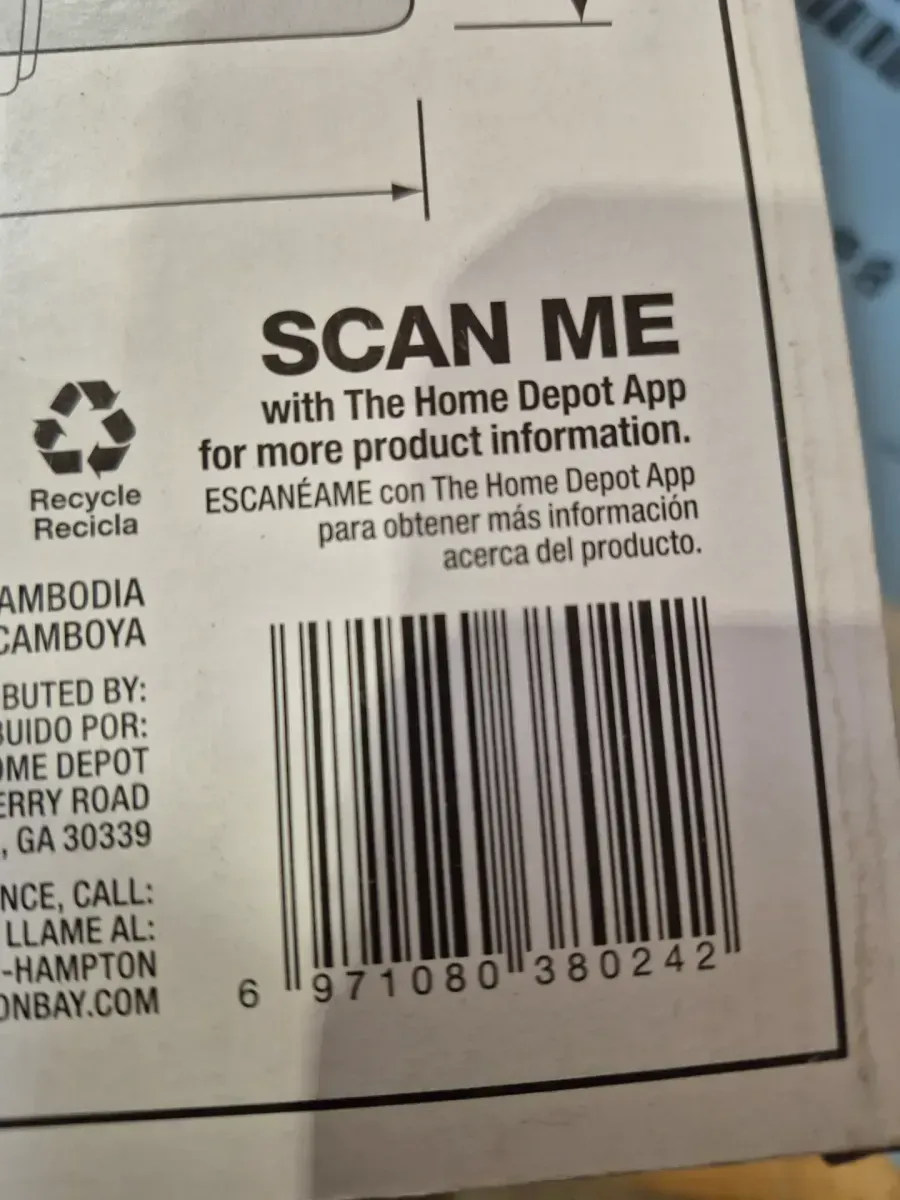 SCAN ME
with The Home Depot App
for more product information.
ESCANÉAME con The Home Depot App
para obtener más información
acerca del producto.
Recycle
Recicla
AMBODIA
CAMBOYA
BUTED BY:
BUIDO POR:
OME DEPOT
ERRY ROAD
, GA 30339
NCE, CALL:
LLAME AL:
-HAMPTON
ONBAY.COM
6 971080 380242